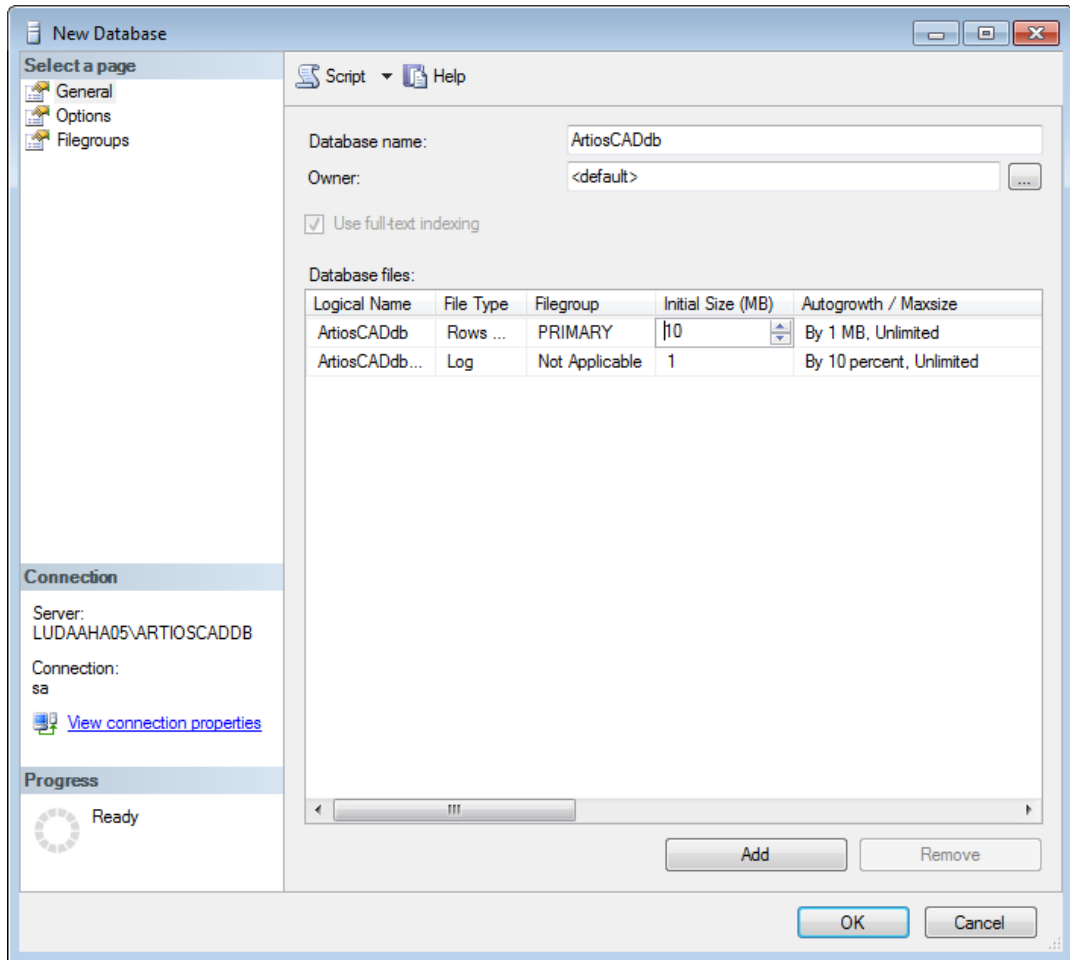 New Database
Select a page
General
Options
Filegroups
Script Help
Database name: ArtiosCADdb
Owner: <default> ...
Use full-text indexing
Database files:
Logical Name File Type Filegroup Initial Size (MB) Autogrowth / Maxsize
ArtiosCADdb Rows ... PRIMARY 10 By 1 MB, Unlimited
ArtiosCADdb... Log Not Applicable 1 By 10 percent, Unlimited
Connection
Server:
LUDAAHA05\ARTIOSCADDB
Connection:
sa
View connection properties
Progress
Ready
Add Remove
OK Cancel